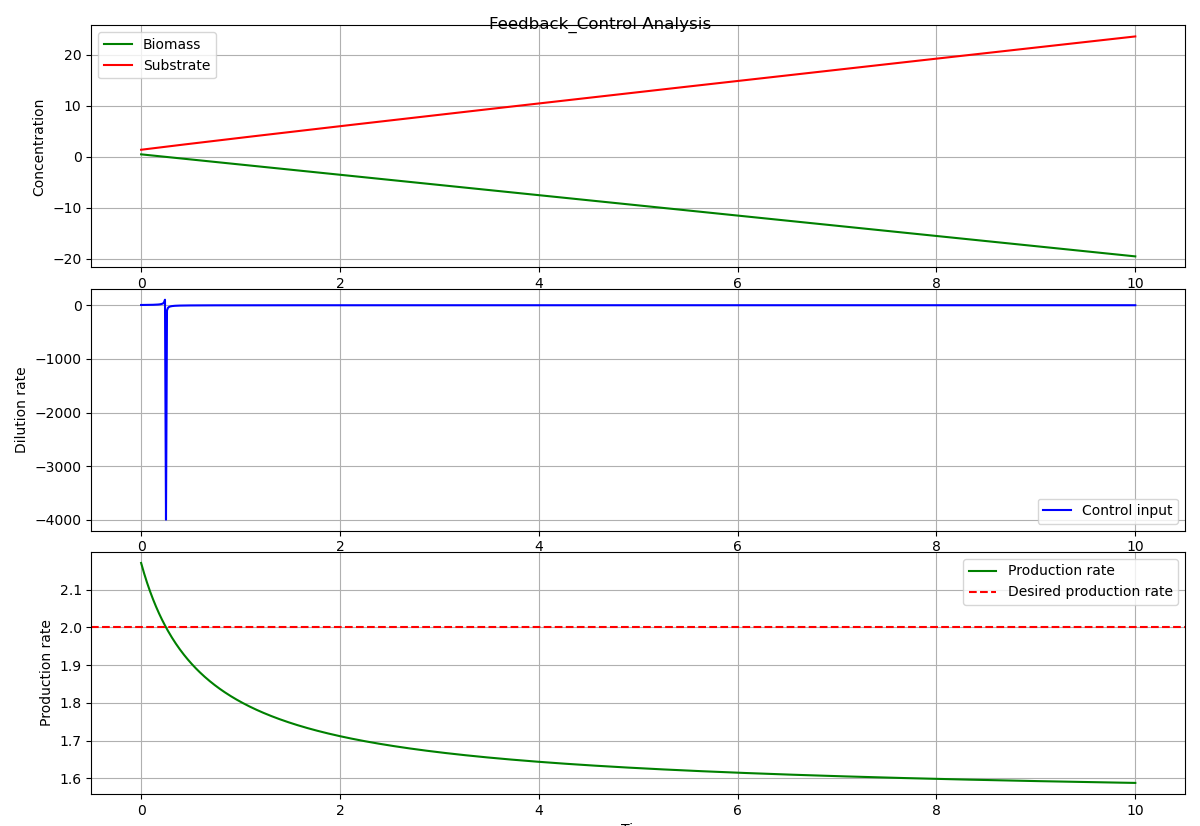 Feedback_Control Analysis
Biomass
Substrate
Concentration
20
10
0
−10
−20
0 2 4 6 8 10
Dilution rate
0
−1000
−2000
−3000
−4000
Control input
0 2 4 6 8 10
Production rate
Desired production rate
Production rate
2.1
2.0
1.9
1.8
1.7
1.6
0 2 4 6 8 10